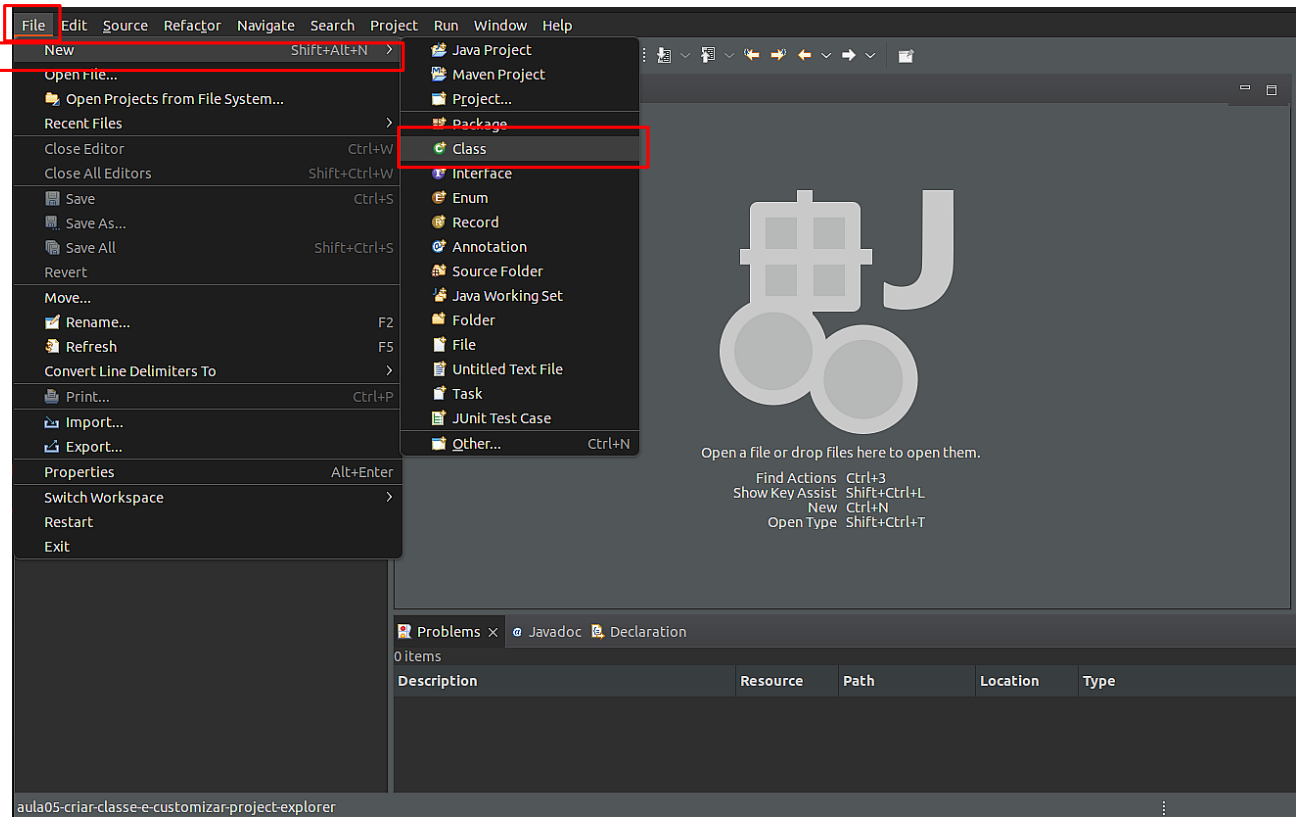 File Edit Source Refactor Navigate Search Project Run Window Help
New Shift+Alt+N
Open File...
Open Projects from File System...
Recent Files
Close Editor Ctrl+W
Close All Editors Shift+Ctrl+W
Save Ctrl+S
Save As...
Save All Shift+Ctrl+S
Revert
Move...
Rename... F2
Refresh F5
Convert Line Delimiters To
Print... Ctrl+P
Import...
Export...
Properties Alt+Enter
Switch Workspace
Restart
Exit
Java Project
Maven Project
Project...
Package
Class
Interface
Enum
Record
Annotation
Source Folder
Java Working Set
Folder
File
Untitled Text File
Task
JUnit Test Case
Other... Ctrl+N
J
Open a file or drop files here to open them.
Find Actions Ctrl+3
Show Key Assist Shift+Ctrl+L
New Ctrl+N
Open Type Shift+Ctrl+T
Problems @ Javadoc Declaration
0 items
Description Resource Path Location Type
aula05-criar-classe-e-customizar-project-explorer